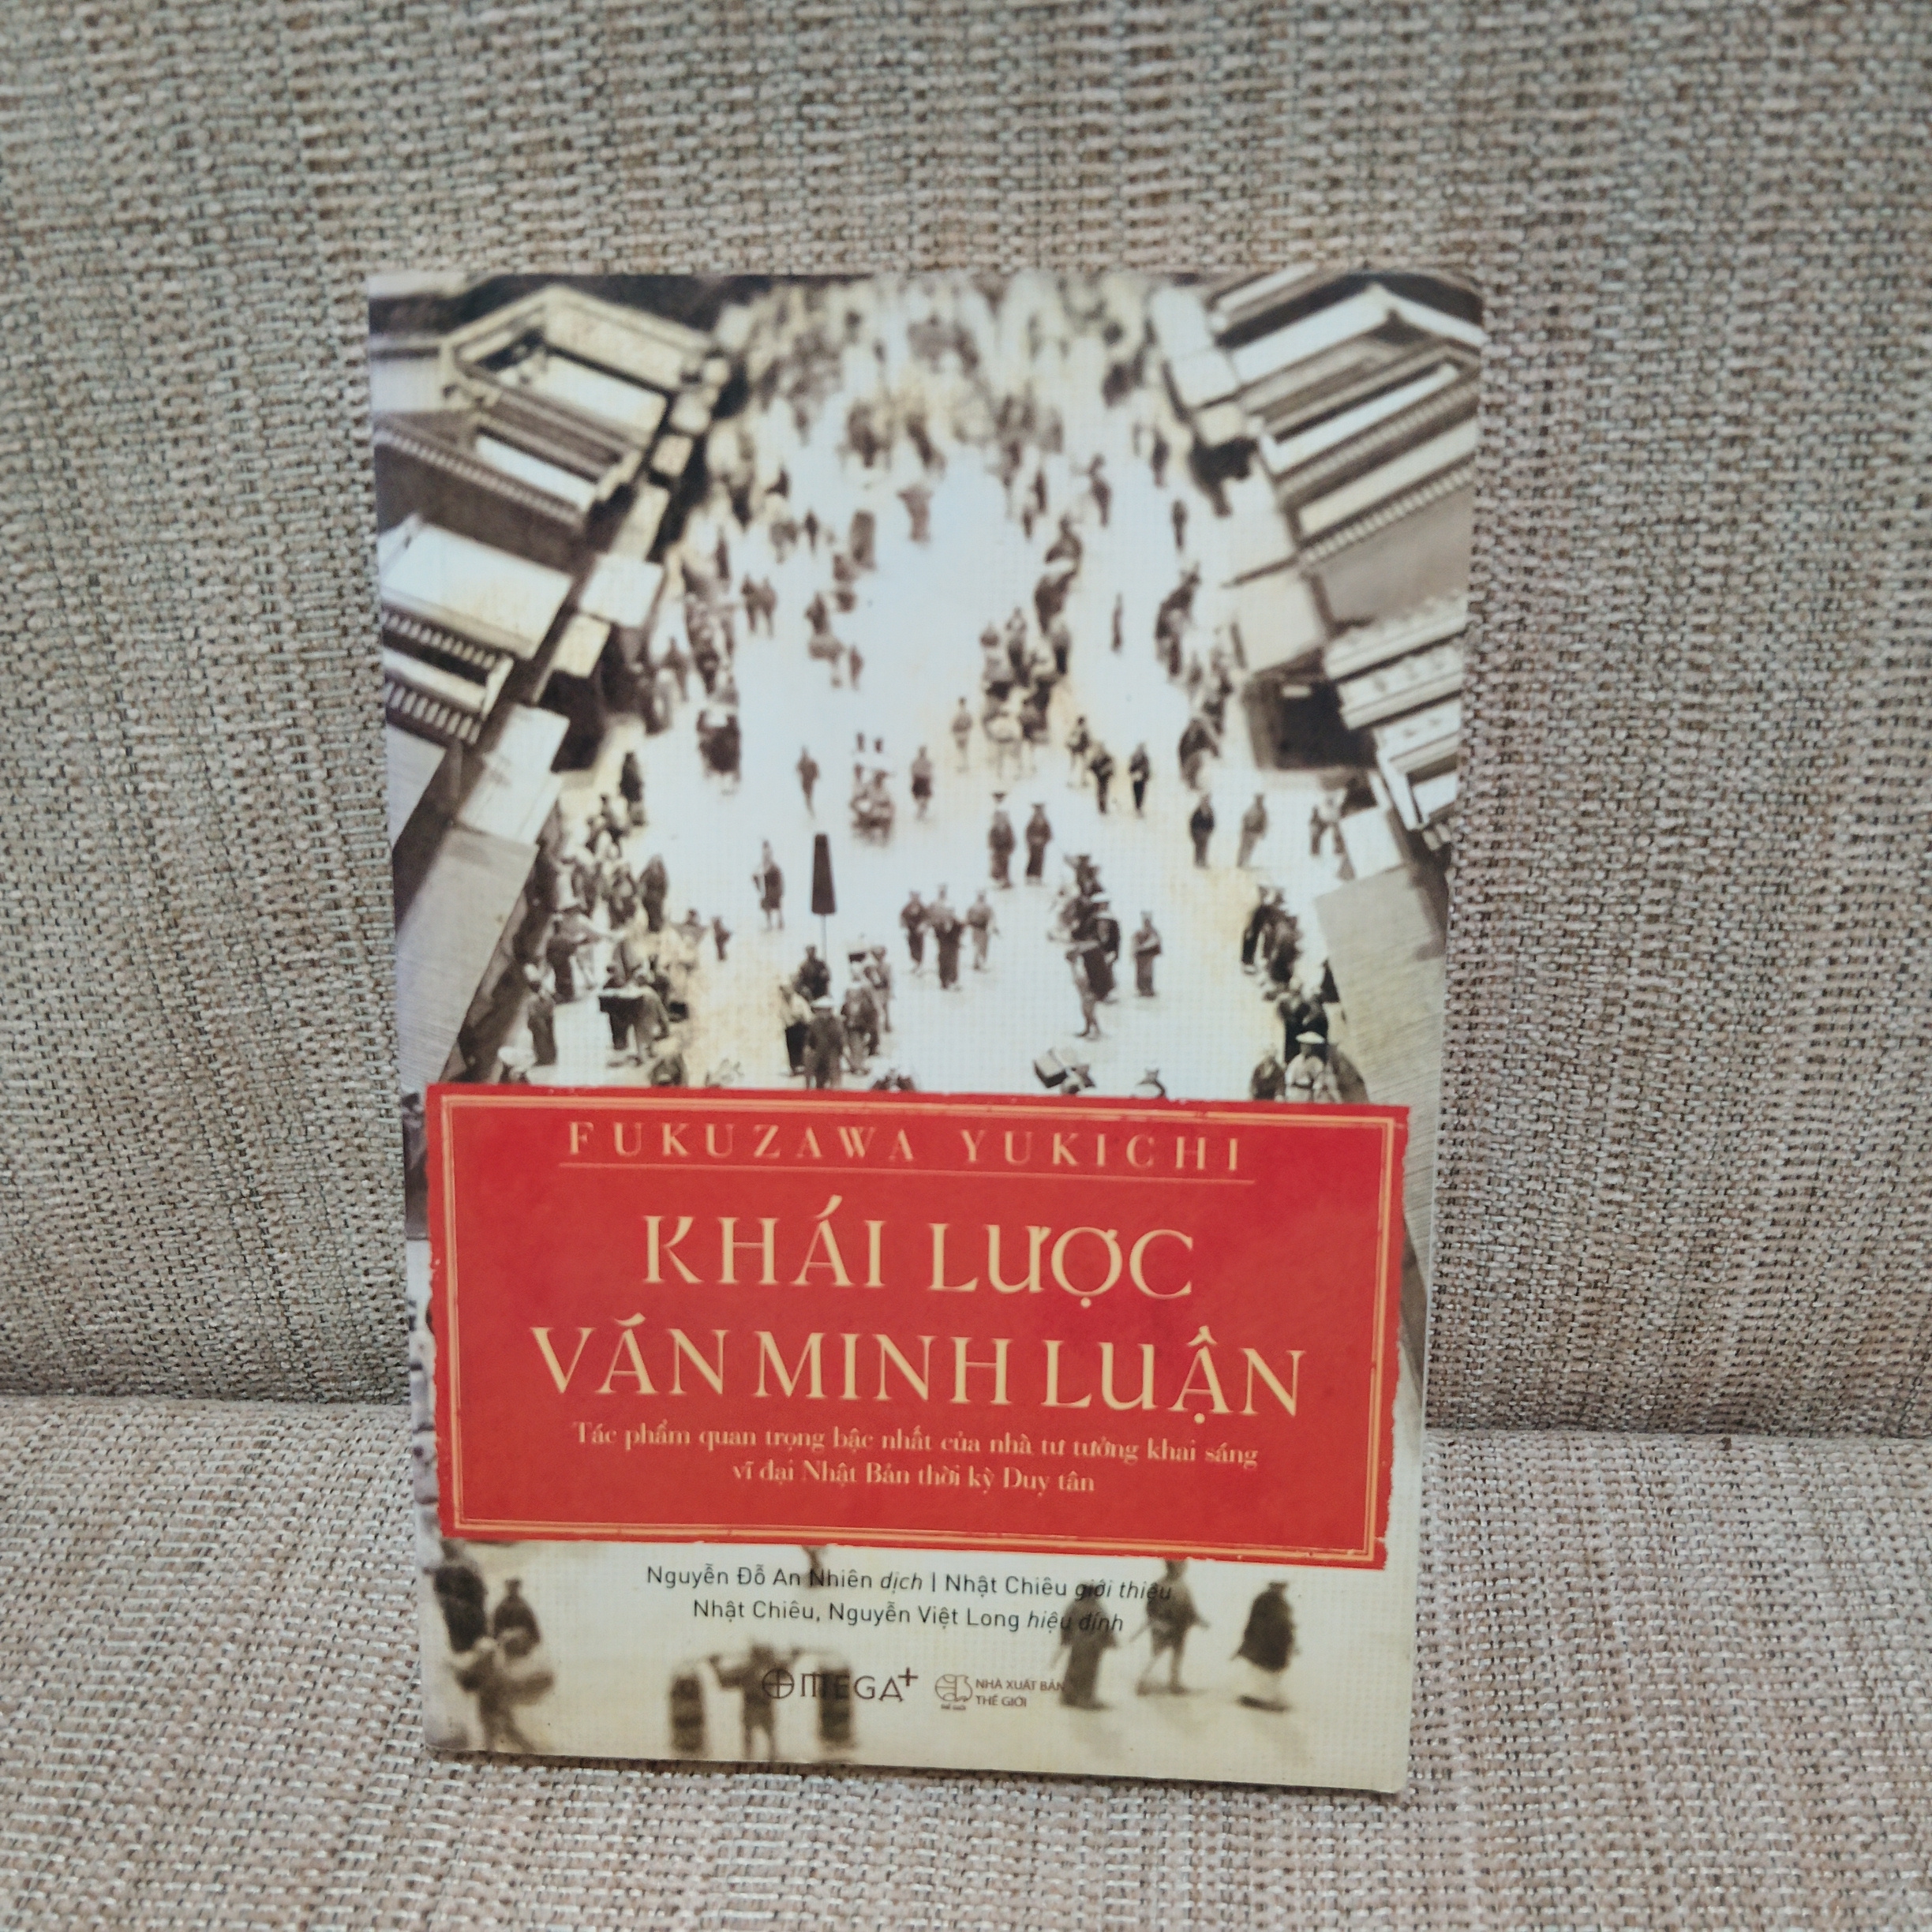 FUKUZAWA YUKICHI
KHÁI LƯỢC
VĂN MINH LUẬN
Tác phẩm quan trọng bậc nhất của nhà tư tưởng khai sáng
vĩ đại Nhật Bản thời kỳ Duy tân
Nguyễn Đỗ An Nhiên dịch | Nhật Chiêu giới thiệu
Nhật Chiêu, Nguyễn Việt Long hiệu đính
OMEGA+
NHÀ XUẤT BẢN
THẾ GIỚI